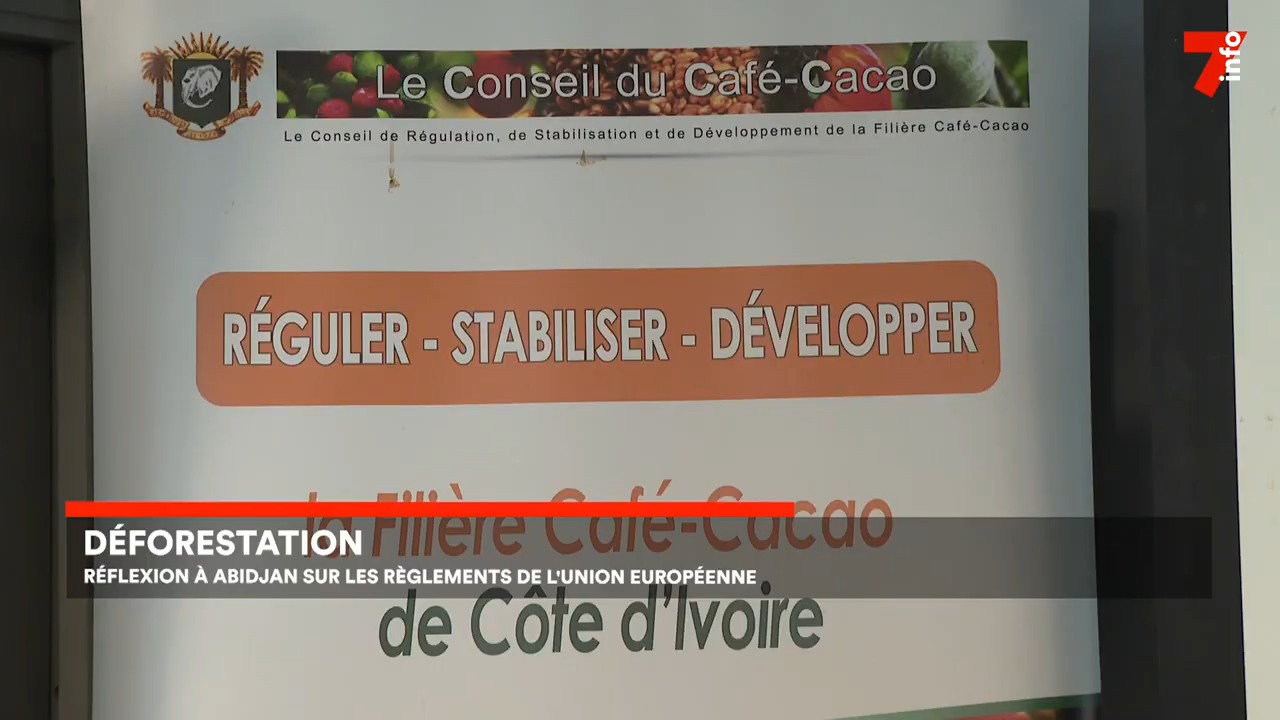 Le Conseil du Café-Cacao
Le Conseil de Régulation, de Stabilisation et de Développement de la Filière Café-Cacao
7info
RÉGULER - STABILISER - DÉVELOPPER
la Filière Café-Cacao
DÉFORESTATION
RÉFLEXION À ABIDJAN SUR LES RÈGLEMENTS DE L'UNION EUROPÉENNE
de Côte d'Ivoire